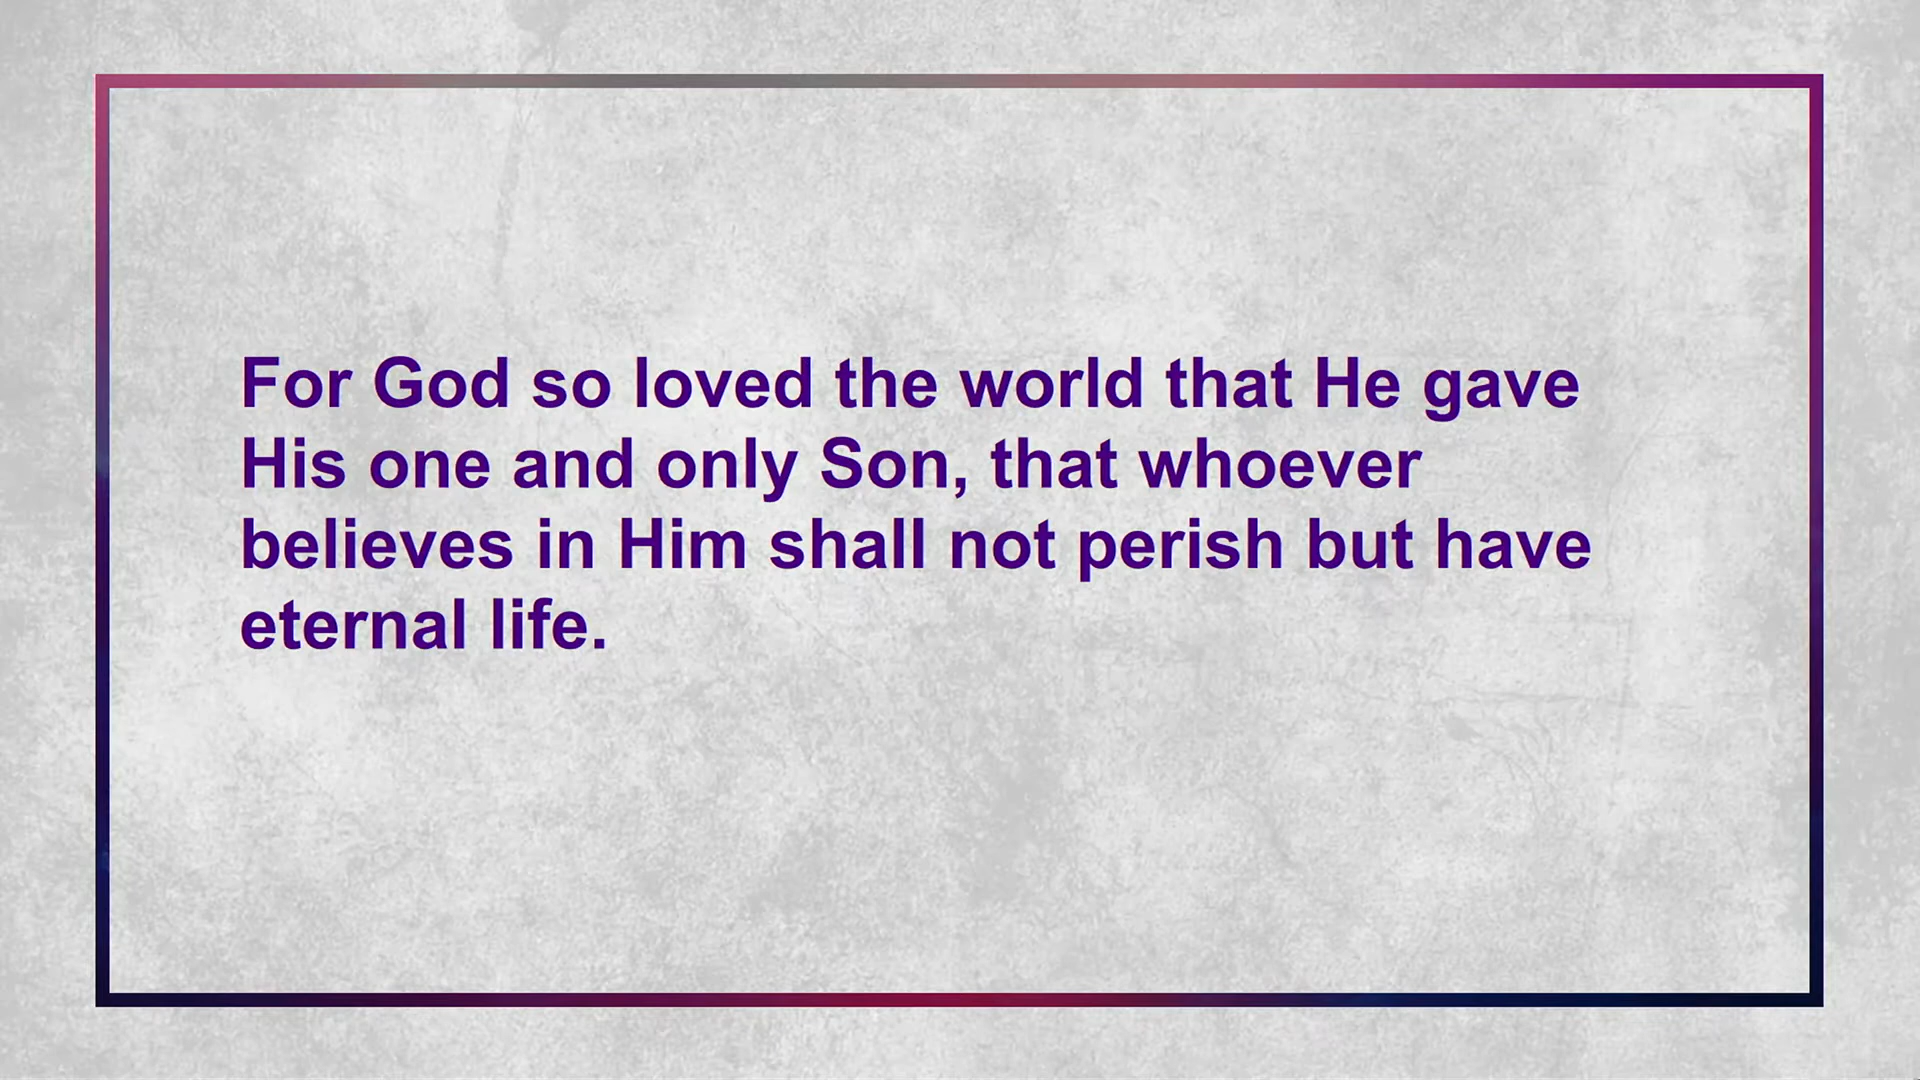 For God so loved the world that He gave
His one and only Son, that whoever
believes in Him shall not perish but have
eternal life.